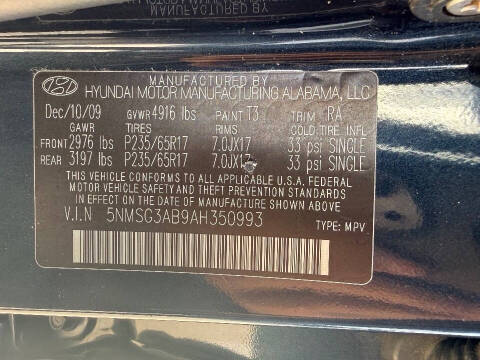 MANUFACTURED BY
HYUNDAI MOTOR MANUFACTURING ALABAMA, LLC
Dec/10/09 GVWR 4916 lbs PAINT T3 TRIM RA
GAWR TIRES RIMS COLD TIRE INFL
FRONT 2976 lbs P235/65R17 7.0JX17 33 psi SINGLE
REAR 3197 lbs P235/65R17 7.0JX17 33 psi SINGLE
THIS VEHICLE CONFORMS TO ALL APPLICABLE U.S.A. FEDERAL
MOTOR VEHICLE SAFETY AND THEFT PREVENTION STANDARDS
IN EFFECT ON THE DATE OF MANUFACTURE SHOWN ABOVE.
V.I.N 5NMSG3AB9AH350993
TYPE: MPV